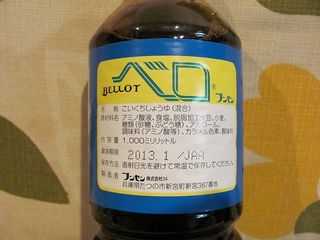 ベロ®
BELLOT
ブンセン
名称 こいくちしょうゆ(混合)
原材料名 アミノ酸液、食塩、脱脂加工大豆、小麦、
糖類(砂糖、ぶどう糖)、アルコール、
調味料(アミノ酸等)、カラメル色素、甘味料
内容量 1,000ミリリットル
賞味期限 2013.1 /JAA
保存方法 直射日光を避けて常温で保存してください。
ブンセン株式会社24
兵庫県たつの市新宮町新宮387番地